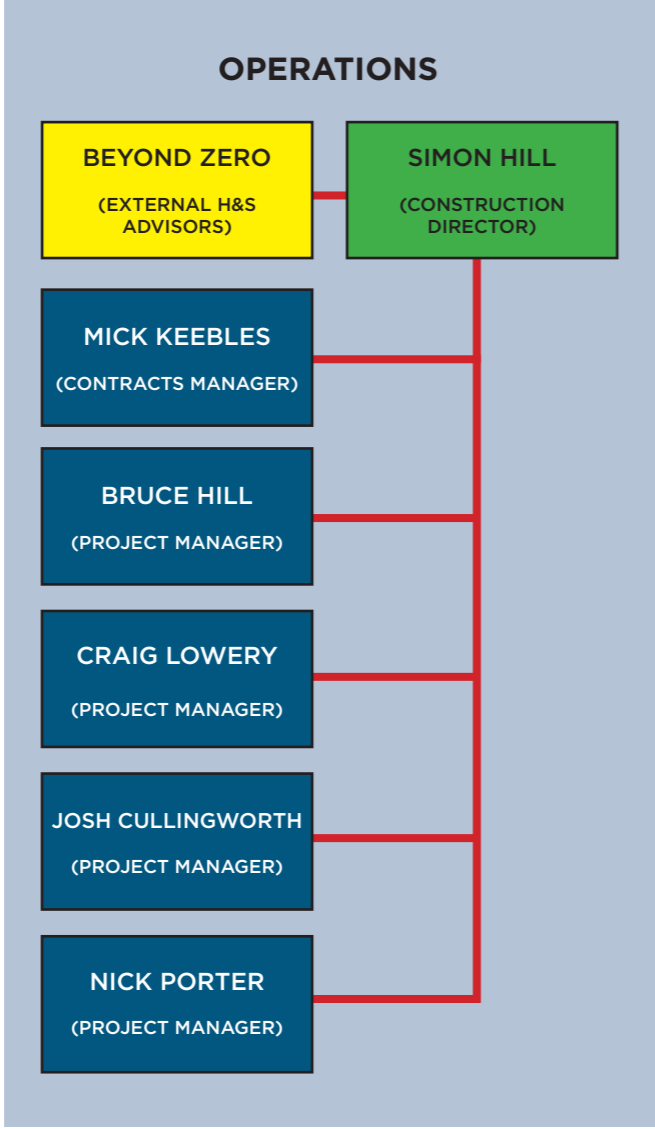 OPERATIONS
BEYOND ZERO
(EXTERNAL H&S
ADVISORS)
SIMON HILL
(CONSTRUCTION
DIRECTOR)
MICK KEEBLES
(CONTRACTS MANAGER)
BRUCE HILL
(PROJECT MANAGER)
CRAIG LOWERY
(PROJECT MANAGER)
JOSH CULLINGWORTH
(PROJECT MANAGER)
NICK PORTER
(PROJECT MANAGER)